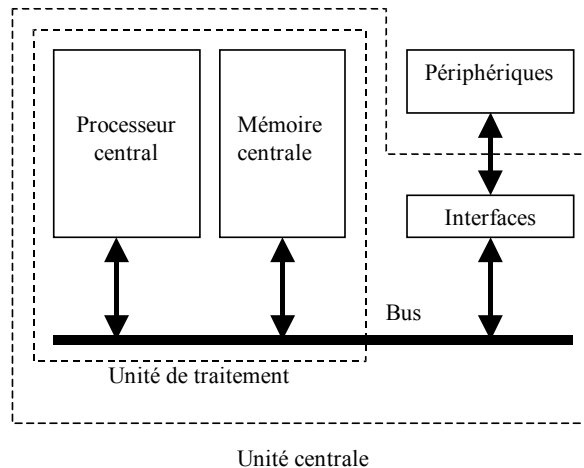 Processeur
central
Mémoire
centrale
Périphériques
Interfaces
Bus
Unité de traitement
Unité centrale